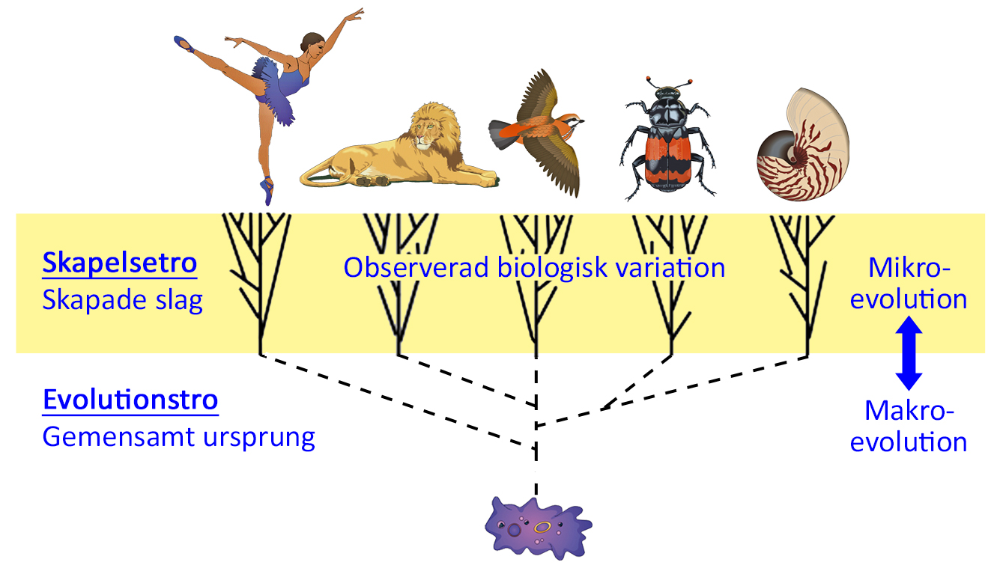 Skapelsetro
Skapade slag
Observerad biologisk variation
Mikro-
evolution
Evolutionstro
Gemensamt ursprung
Makro-
evolution